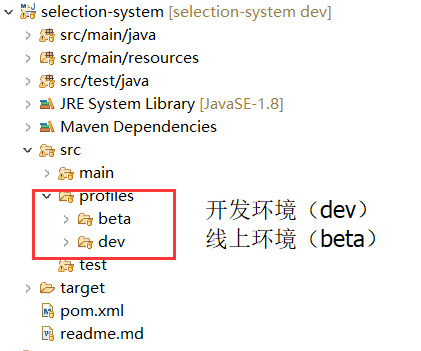 selection-system [selection-system dev]
src/main/java
src/main/resources
src/test/java
JRE System Library [JavaSE-1.8]
Maven Dependencies
src
main
profiles
beta
dev
test
target
pom.xml
readme.md
开发环境（dev）
线上环境（beta）